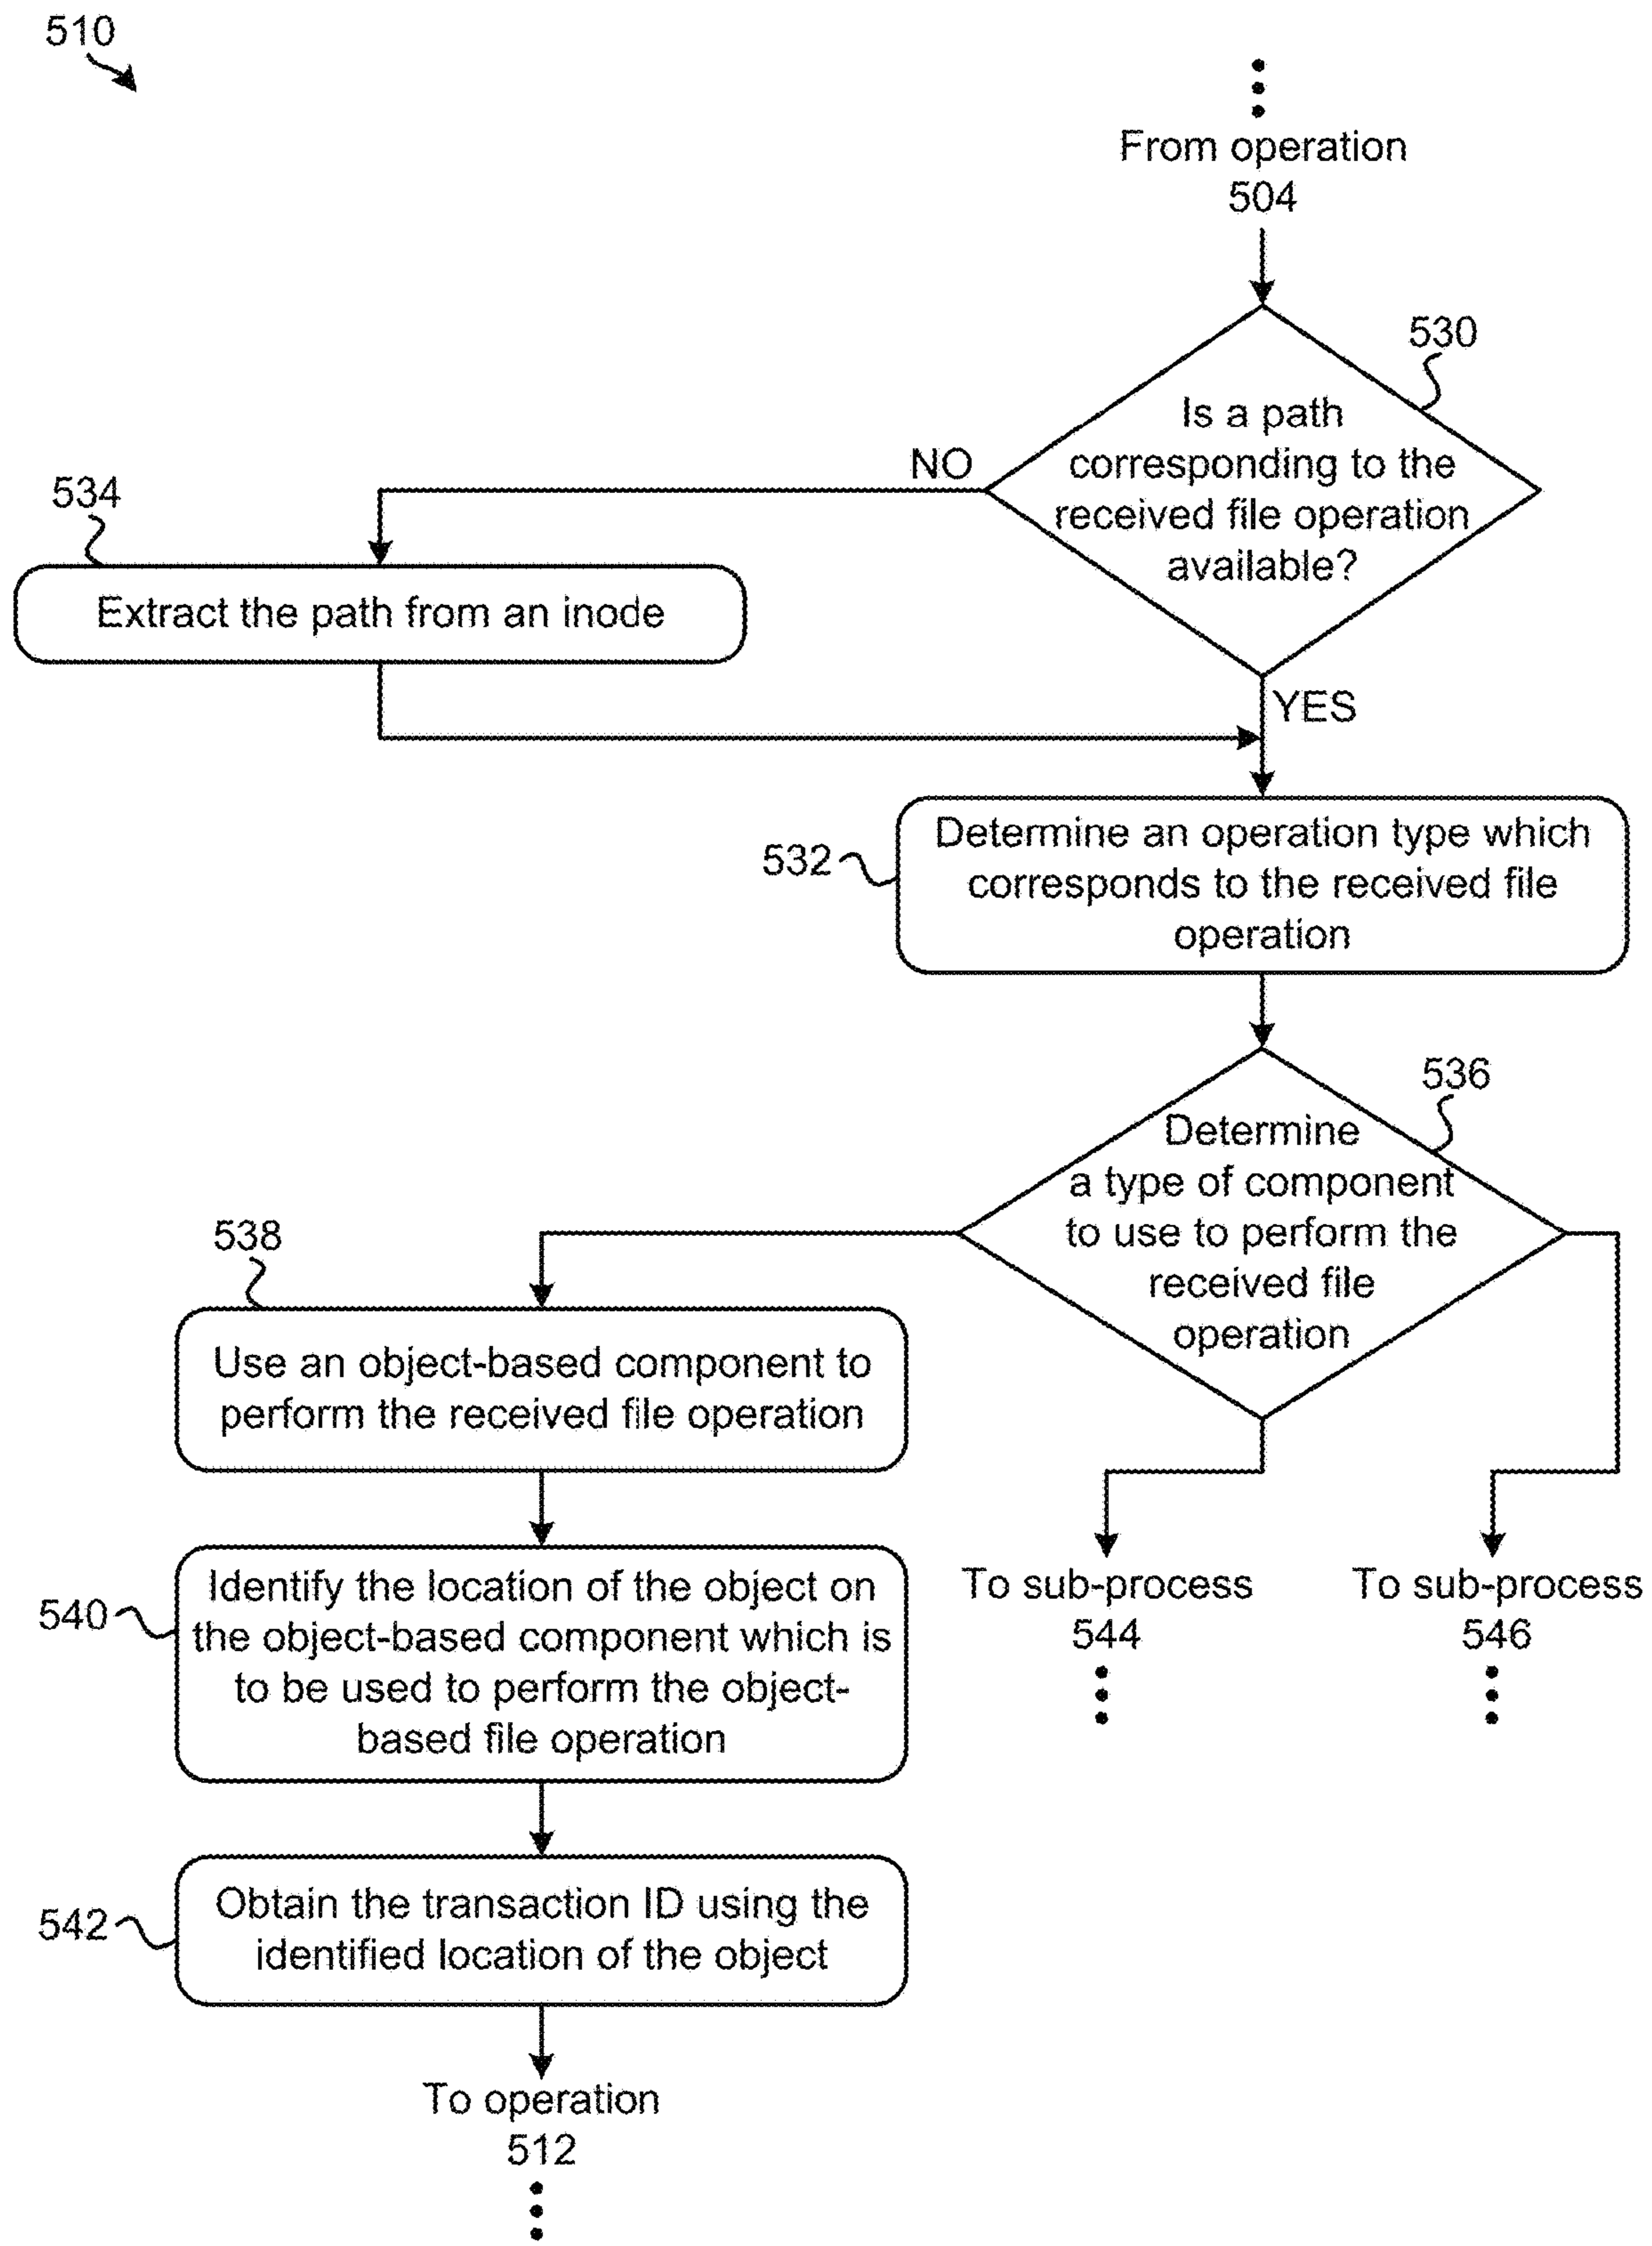 510
From operation
504
530
Is a path
corresponding to the
received file operation
available?
NO
534
Extract the path from an inode
YES
532
Determine an operation type which
corresponds to the received file
operation
536
Determine
a type of component
to use to perform the
received file
operation
538
Use an object-based component to
perform the received file operation
To sub-process
544
To sub-process
546
540
Identify the location of the object on
the object-based component which is
to be used to perform the object-
based file operation
542
Obtain the transaction ID using the
identified location of the object
To operation
512